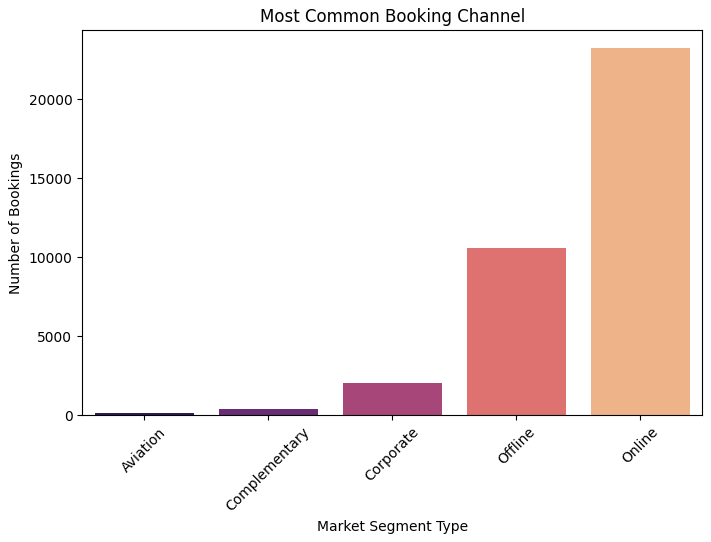 Most Common Booking Channel
Number of Bookings
20000
15000
10000
5000
0
Aviation
Complementary
Corporate
Offline
Online
Market Segment Type